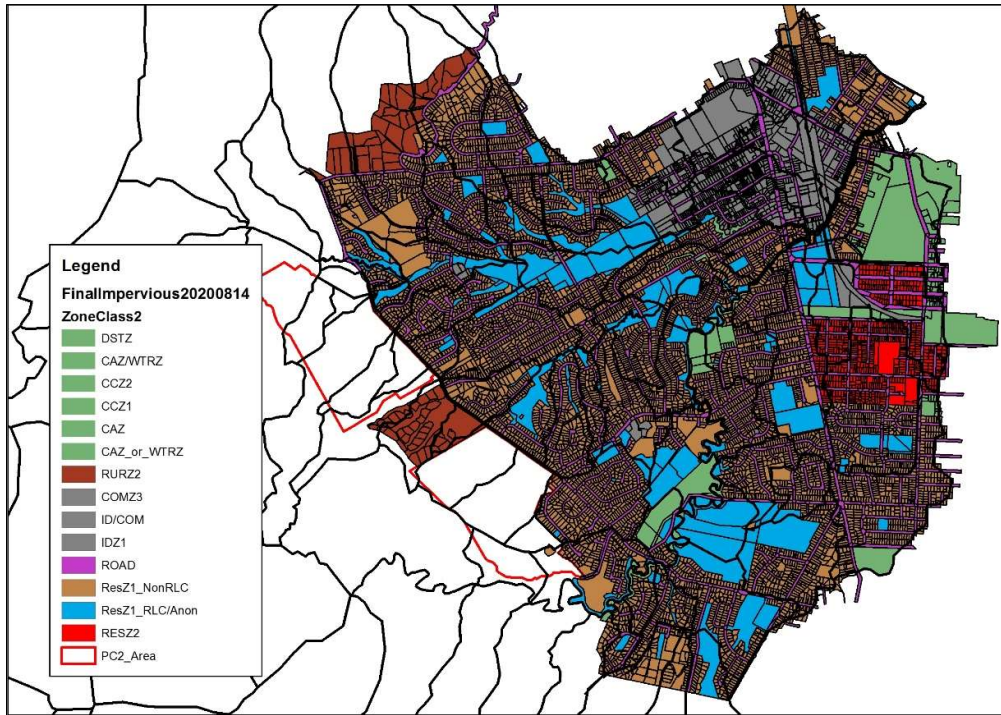 Legend
FinalImpervious20200814
ZoneClass2
DSTZ
CAZ/WTRZ
CCZ2
CCZ1
CAZ
CAZ_or_WTRZ
RURZ2
COMZ3
ID/COM
IDZ1
ROAD
ResZ1_NonRLC
ResZ1_RLC/Anon
RESZ2
PC2_Area